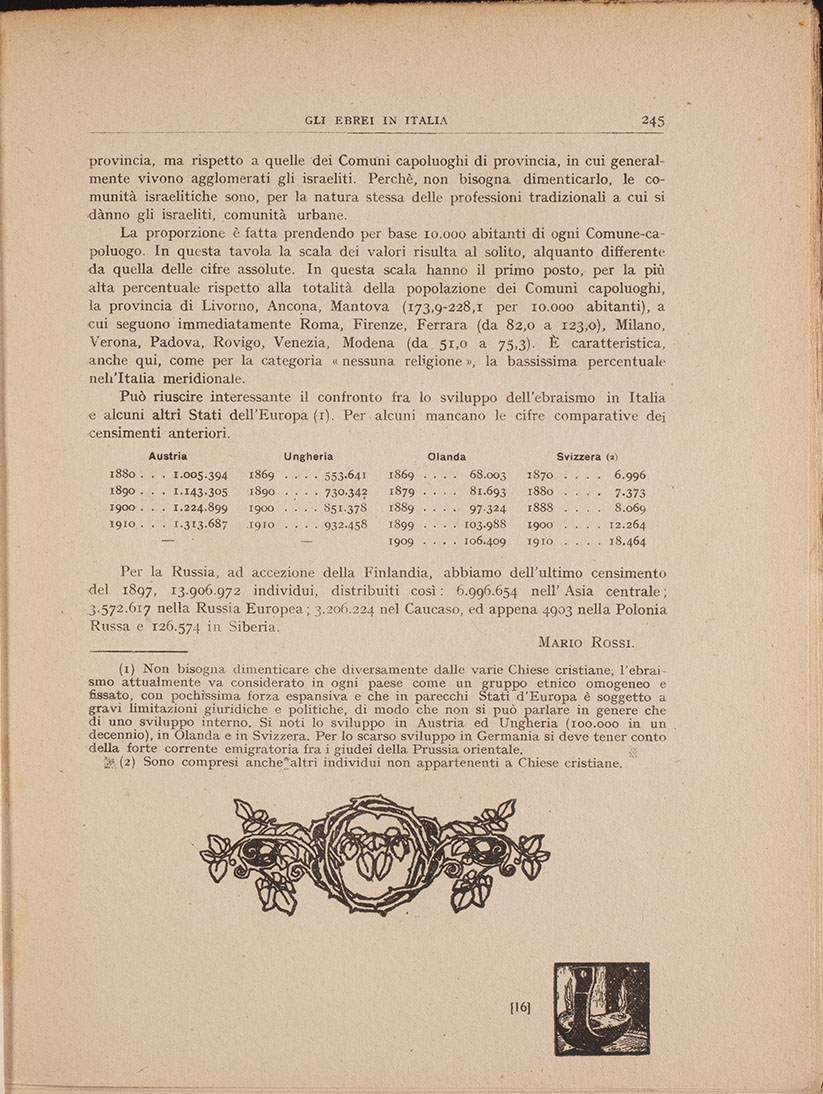 GLI EBREI IN ITALIA 245
provincia, ma rispetto a quelle dei Comuni capoluoghi di provincia, in cui general-
mente vivono agglomerati gli israeliti. Perchè, non bisogna dimenticarlo, le co-
munità israelitiche sono, per la natura stessa delle professioni tradizionali a cui si
dànno gli israeliti, comunità urbane.
La proporzione è fatta prendendo per base 10.000 abitanti di ogni Comune-ca-
poluogo. In questa tavola la scala dei valori risulta al solito, alquanto differente
da quella delle cifre assolute. In questa scala hanno il primo posto, per la più
alta percentuale rispetto alla totalità della popolazione dei Comuni capoluoghi,
la provincia di Livorno, Ancona, Mantova (173,9-228,1 per 10.000 abitanti), a
cui seguono immediatamente Roma, Firenze, Ferrara (da 82,0 a 123,0), Milano,
Verona, Padova, Rovigo, Venezia, Modena (da 51,0 a 75,3). È caratteristica,
anche qui, come per la categoria « nessuna religione », la bassissima percentuale
nell'Italia meridionale.
Può riuscire interessante il confronto fra lo sviluppo dell'ebraismo in Italia
e alcuni altri Stati dell'Europa (1). Per alcuni mancano le cifre comparative dei
censimenti anteriori.
Austria Ungheria Olanda Svizzera (2)
1880 . . . 1.005.394 1869 . . . . 553.641 1869 . . . . 68.003 1870 . . . . 6.996
1890 . . . 1.143.305 1890 . . . . 730.342 1879 . . . . 81.693 1880 . . . . 7.373
1900 . . . 1.224.899 1900 . . . . 851.378 1889 . . . . 97.324 1888 . . . . 8.069
1910 . . . 1.313.687 1910 . . . . 932.458 1899 . . . . 103.988 1900 . . . . 12.264
— — 1909 . . . . 106.409 1910 . . . . 18.464
Per la Russia, ad accezione della Finlandia, abbiamo dell'ultimo censimento
del 1897, 13.906.972 individui, distribuiti così: 6.996.654 nell' Asia centrale;
3.572.617 nella Russia Europea; 3.206.224 nel Caucaso, ed appena 4903 nella Polonia
Russa e 126.574 in Siberia.
MARIO ROSSI.
(1) Non bisogna dimenticare che diversamente dalle varie Chiese cristiane, l'ebrai-
smo attualmente va considerato in ogni paese come un gruppo etnico omogeneo e
fissato, con pochissima forza espansiva e che in parecchi Stati d'Europa è soggetto a
gravi limitazioni giuridiche e politiche, di modo che non si può parlare in genere che
di uno sviluppo interno. Si noti lo sviluppo in Austria ed Ungheria (100.000 in un
decennio), in Olanda e in Svizzera. Per lo scarso sviluppo in Germania si deve tener conto
della forte corrente emigratoria fra i giudei della Prussia orientale.
(2) Sono compresi anche altri individui non appartenenti a Chiese cristiane.
[16]